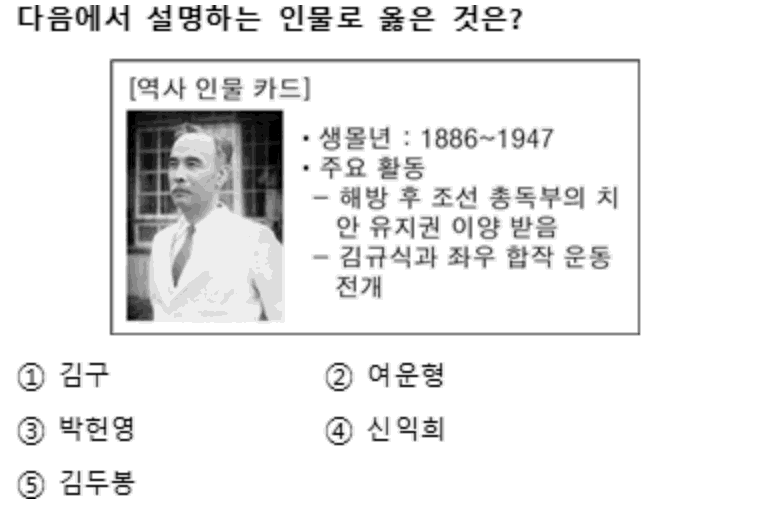 다음에서 설명하는 인물로 옳은 것은?
[역사 인물 카드]
• 생몰년 : 1886~1947
• 주요 활동
– 해방 후 조선 총독부의 치
안 유지권 이양 받음
– 김규식과 좌우 합작 운동
전개
① 김구 ② 여운형
③ 박헌영 ④ 신익희
⑤ 김두봉